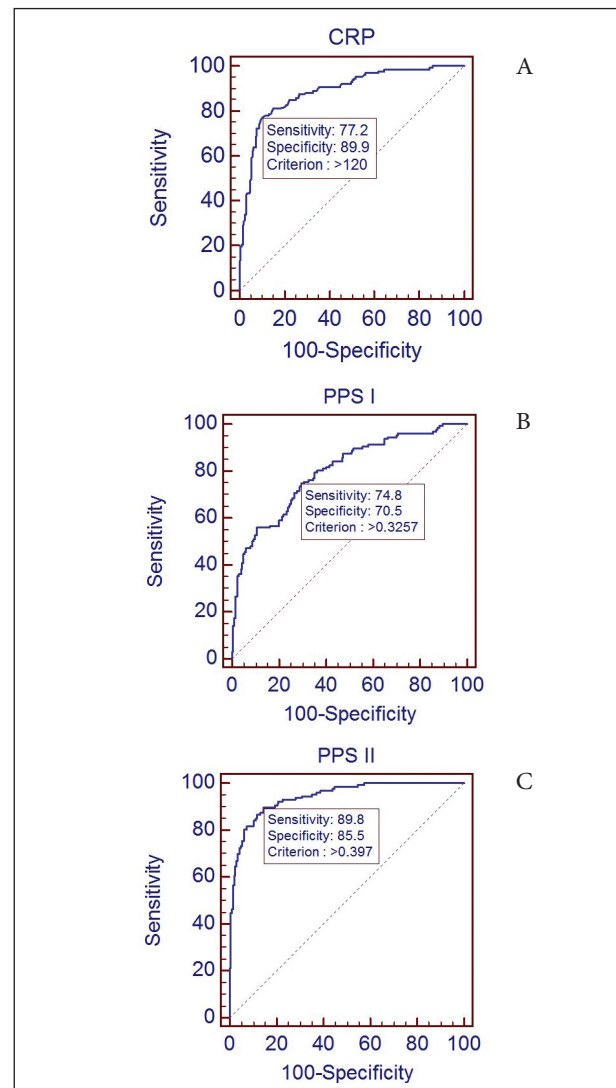 CRP
A
100
80
60
40
20
0
Sensitivity
Sensitivity: 77.2
Specificity: 89.9
Criterion : >120
0 20 40 60 80 100
100-Specificity
PPS I
B
100
80
60
40
20
0
Sensitivity
Sensitivity: 74.8
Specificity: 70.5
Criterion : >0.3257
0 20 40 60 80 100
100-Specificity
PPS II
C
100
80
60
40
20
0
Sensitivity
Sensitivity: 89.8
Specificity: 85.5
Criterion : >0.397
0 20 40 60 80 100
100-Specificity